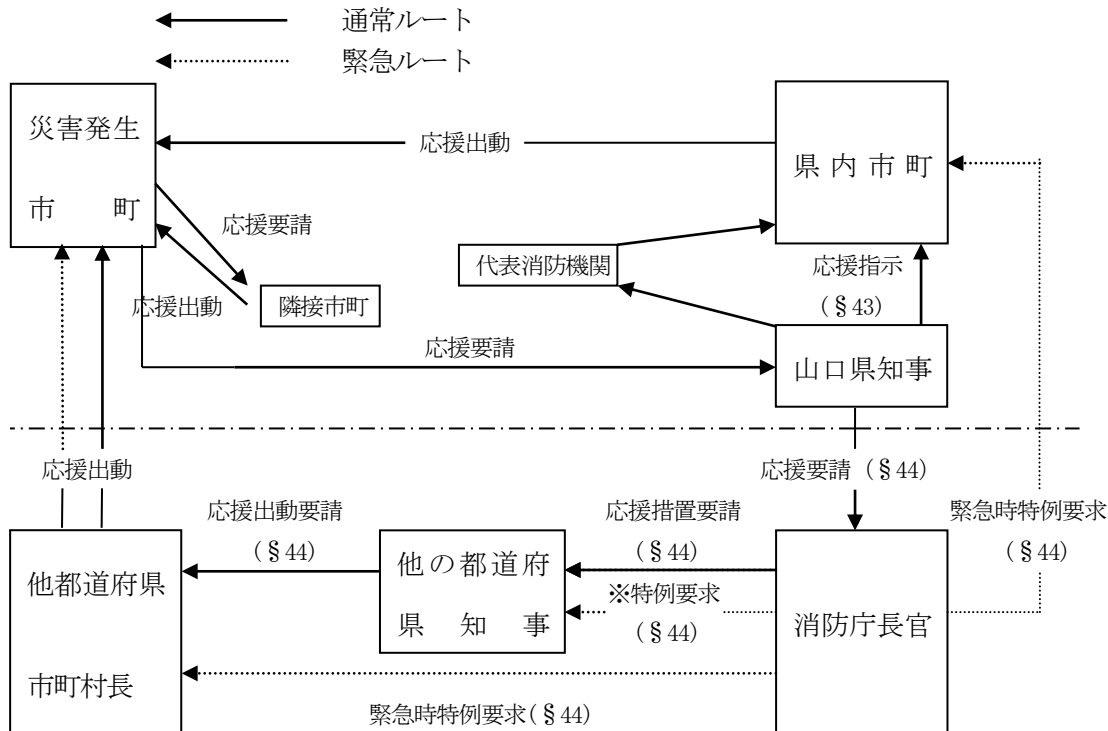 通常ルート
緊急ルート
災害発生
市　　町
応援出動
県内市町
応援要請
代表消防機関
応援指示
(§43)
応援出動
隣接市町
応援要請
山口県知事
応援出動
応援要請(§44)
応援出動要請
(§44)
応援措置要請
(§44)
緊急時特例要求
(§44)
他都道府県
市町村長
他の都道府
県知事
※特例要求
(§44)
消防庁長官
緊急時特例要求(§44)